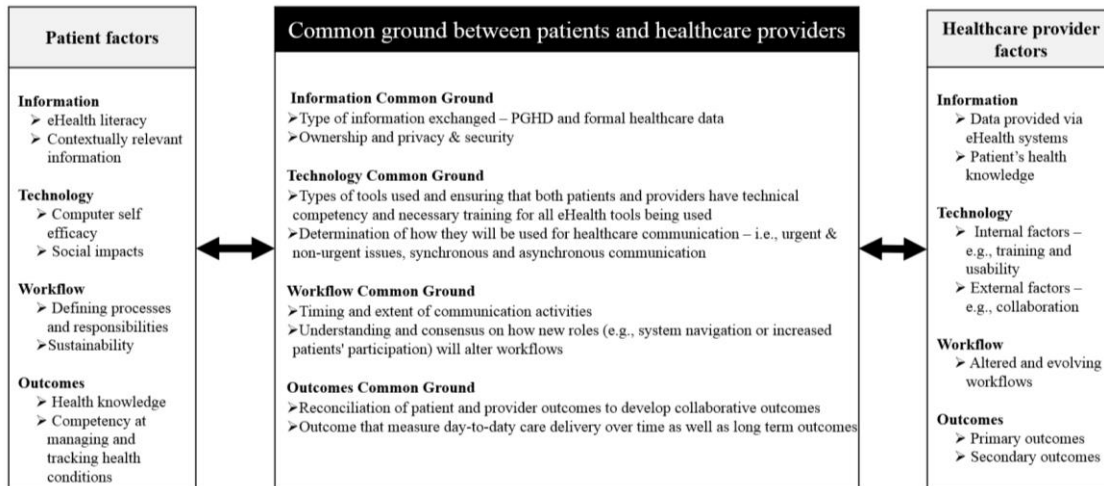 Patient factors
Information
➢ eHealth literacy
➢ Contextually relevant
information
Technology
➢ Computer self
efficacy
➢ Social impacts
Workflow
➢ Defining processes
and responsibilities
➢Sustainability
Outcomes
➢ Health knowledge
➢ Competency at
managing and
tracking health
conditions
Common ground between patients and healthcare providers
Information Common Ground
➢Type of information exchanged – PGHD and formal healthcare data
➢Ownership and privacy & security
Technology Common Ground
➢Types of tools used and ensuring that both patients and providers have technical
competency and necessary training for all eHealth tools being used
➢Determination of how they will be used for healthcare communication – i.e., urgent &
non-urgent issues, synchronous and asynchronous communication
Workflow Common Ground
➢Timing and extent of communication activities
➢Understanding and consensus on how new roles (e.g., system navigation or increased
patients' participation) will alter workflows
Outcomes Common Ground
➢Reconciliation of patient and provider outcomes to develop collaborative outcomes
➢Outcome that measure day-to-daty care delivery over time as well as long term outcomes
Healthcare provider
factors
Information
➢ Data provided via
eHealth systems
➢ Patient’s health
knowledge
Technology
➢ Internal factors –
e.g., training and
usability
➢ External factors –
e.g., collaboration
Workflow
➢ Altered and evolving
workflows
Outcomes
➢ Primary outcomes
➢ Secondary outcomes